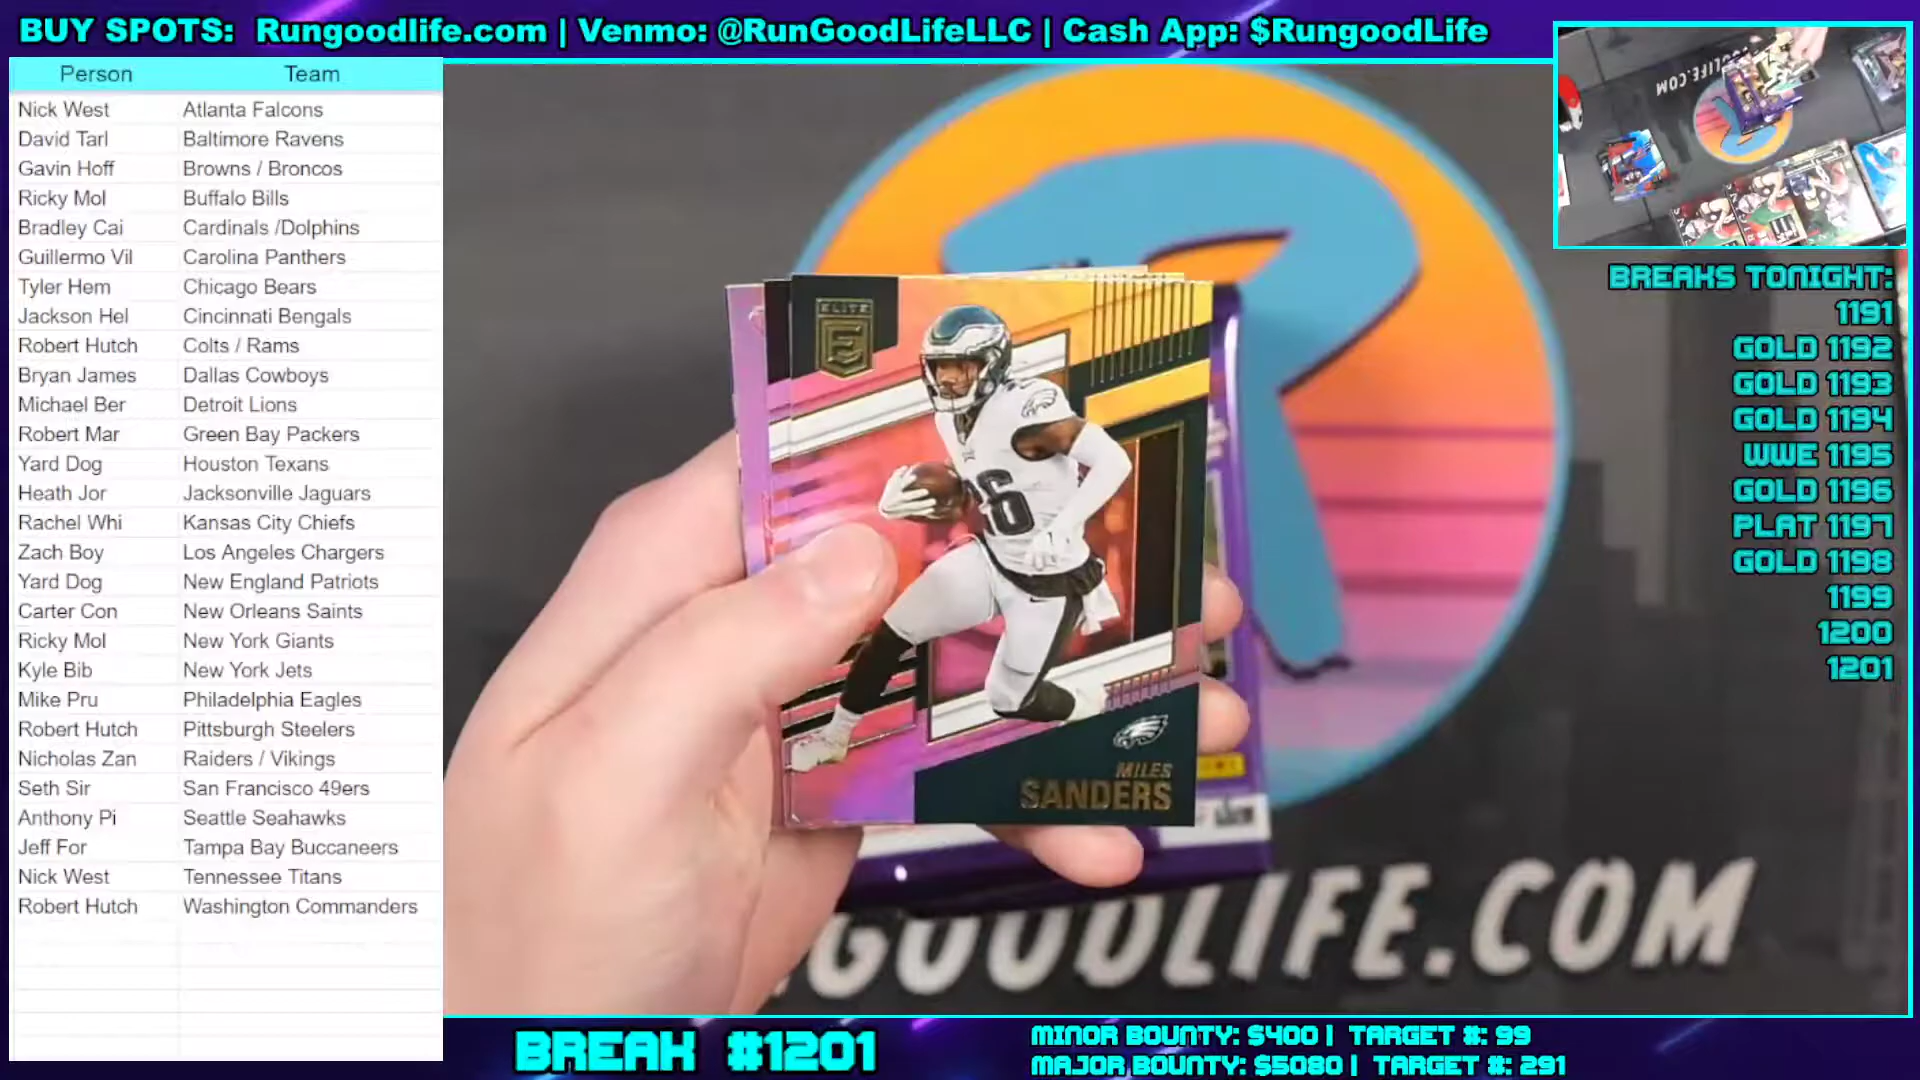 BUY SPOTS: Rungoodlife.com | Venmo: @RunGoodLifeLLC | Cash App: $RungoodLife
Person Team
Nick West Atlanta Falcons
David Tarl Baltimore Ravens
Gavin Hoff Browns / Broncos
Ricky Mol Buffalo Bills
Bradley Cai Cardinals /Dolphins
Guillermo Vil Carolina Panthers
Tyler Hem Chicago Bears
Jackson Hel Cincinnati Bengals
Robert Hutch Colts / Rams
Bryan James Dallas Cowboys
Michael Ber Detroit Lions
Robert Mar Green Bay Packers
Yard Dog Houston Texans
Heath Jor Jacksonville Jaguars
Rachel Whi Kansas City Chiefs
Zach Boy Los Angeles Chargers
Yard Dog New England Patriots
Carter Con New Orleans Saints
Ricky Mol New York Giants
Kyle Bib New York Jets
Mike Pru Philadelphia Eagles
Robert Hutch Pittsburgh Steelers
Nicholas Zan Raiders / Vikings
Seth Sir San Francisco 49ers
Anthony Pi Seattle Seahawks
Jeff For Tampa Bay Buccaneers
Nick West Tennessee Titans
Robert Hutch Washington Commanders
ELITE
E
26
MILES
SANDERS
GOODLIFE.COM
BREAKS TONIGHT:
1191
GOLD 1192
GOLD 1193
GOLD 1194
WWE 1195
GOLD 1196
PLAT 1197
GOLD 1198
1199
1200
1201
BREAK #1201
MINOR BOUNTY: $400 | TARGET #: 99
MAJOR BOUNTY: $5080 | TARGET #: 291